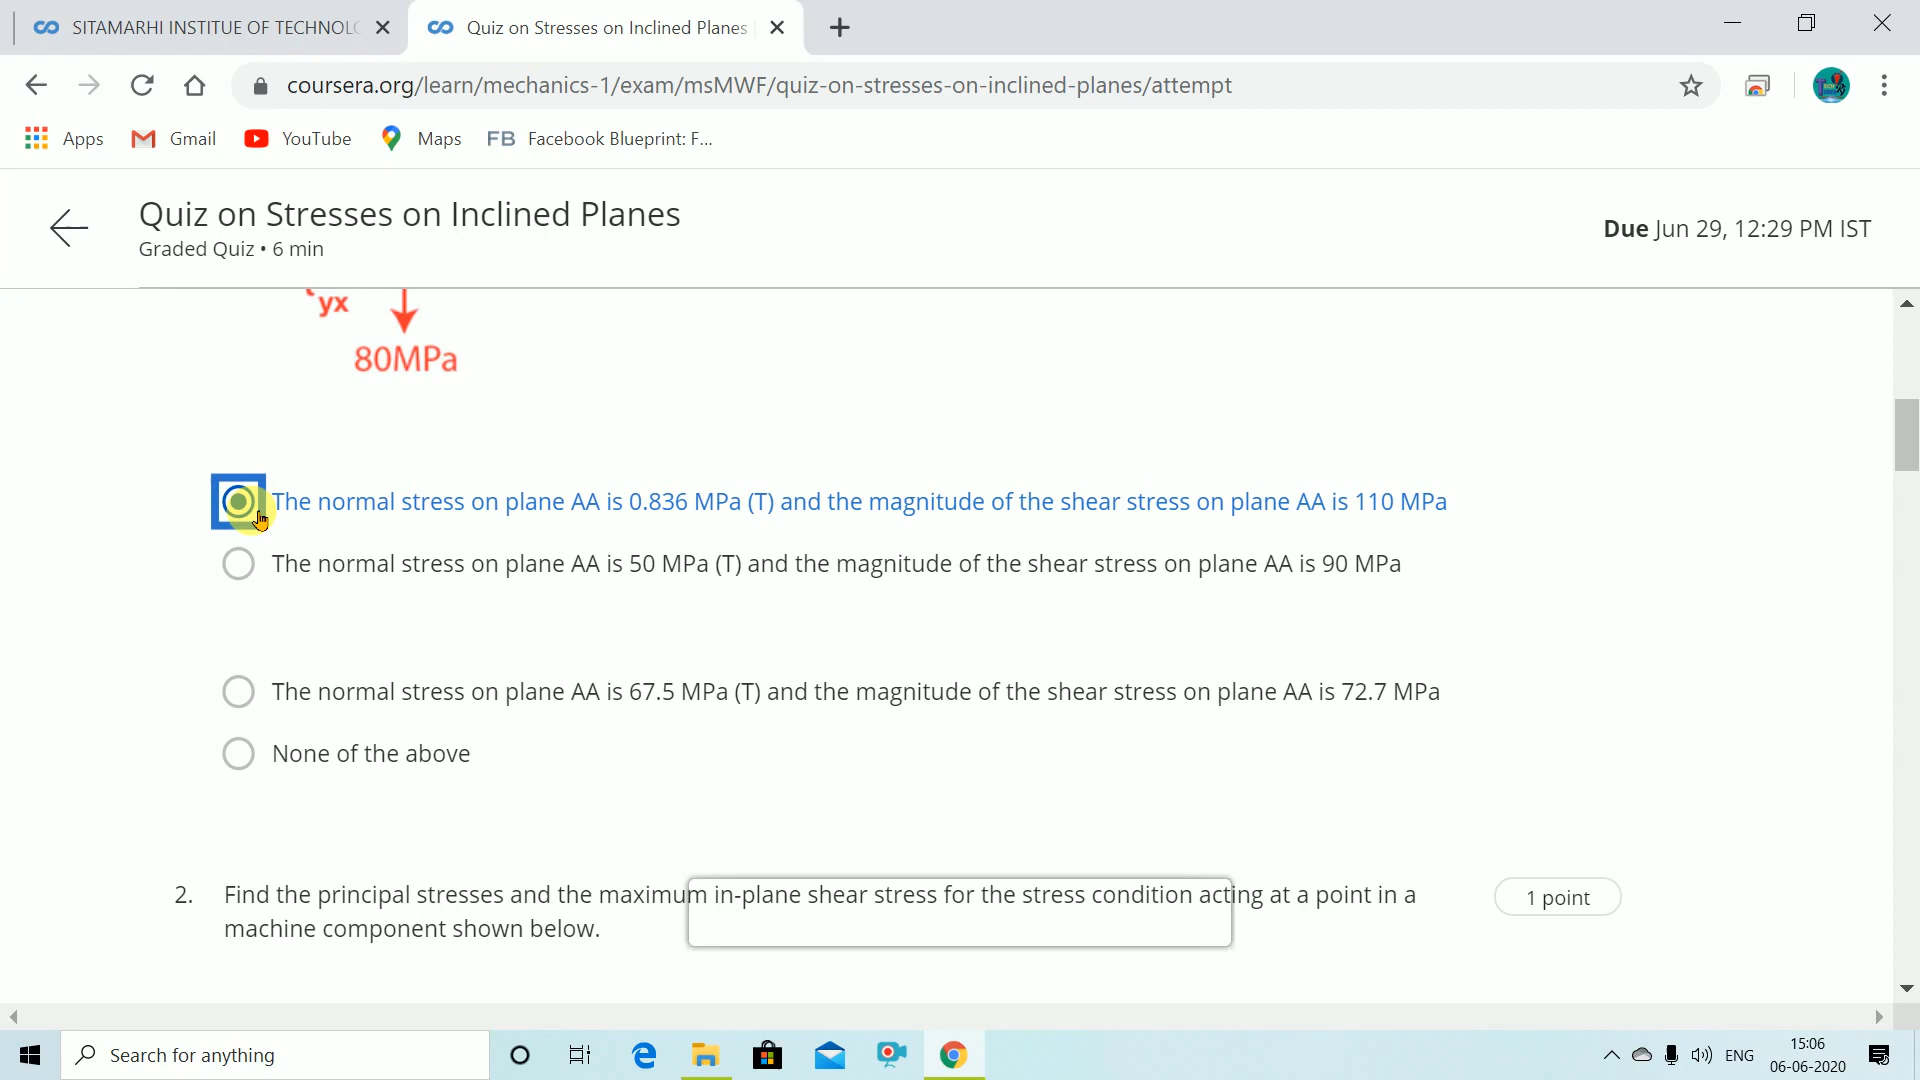 SITAMARHI INSTITUE OF TECHNOLO
Quiz on Stresses on Inclined Planes
coursera.org/learn/mechanics-1/exam/msMWF/quiz-on-stresses-on-inclined-planes/attempt
Apps
Gmail
YouTube
Maps
FB Facebook Blueprint: F...
Quiz on Stresses on Inclined Planes
Graded Quiz • 6 min
Due Jun 29, 12:29 PM IST
yx
80MPa
The normal stress on plane AA is 0.836 MPa (T) and the magnitude of the shear stress on plane AA is 110 MPa
The normal stress on plane AA is 50 MPa (T) and the magnitude of the shear stress on plane AA is 90 MPa
The normal stress on plane AA is 67.5 MPa (T) and the magnitude of the shear stress on plane AA is 72.7 MPa
None of the above
2. Find the principal stresses and the maximum in-plane shear stress for the stress condition acting at a point in a
machine component shown below.
1 point
Search for anything
ENG
15:06
06-06-2020